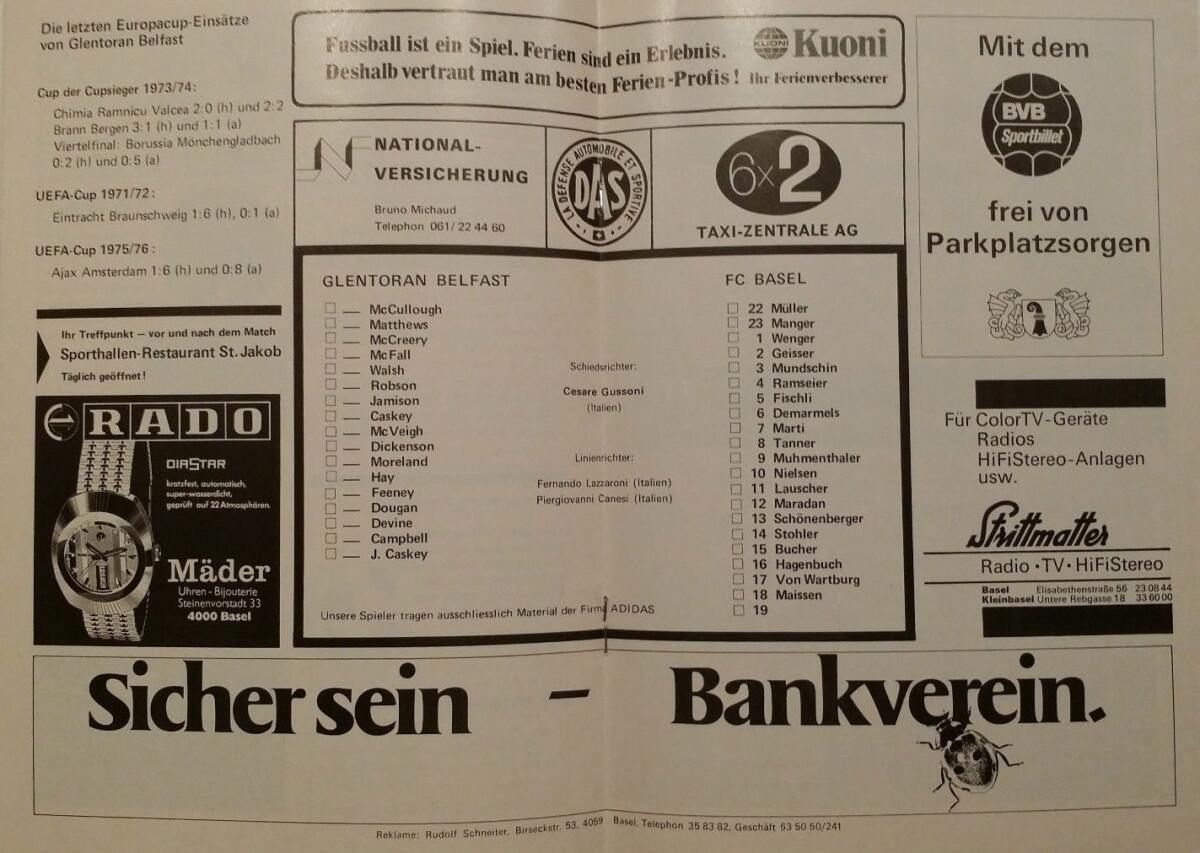 Die letzten Europacup-Einsätze
von Glentoran Belfast
Cup der Cupsieger 1973/74:
Chimia Ramnicu Valcea 2:0 (h) und 2:2
Brann Bergen 3:1 (h) und 1:1 (a)
Viertelfinal: Borussia Mönchengladbach
0:2 (h) und 0:5 (a)
UEFA-Cup 1971/72:
Eintracht Braunschweig 1:6 (h), 0:1 (a)
UEFA-Cup 1975/76:
Ajax Amsterdam 1:6 (h) und 0:8 (a)
Ihr Treffpunkt – vor und nach dem Match
Sporthallen-Restaurant St. Jakob
Täglich geöffnet!
RADO
DIASTAR
kratzfest, automatisch,
super-wasserdicht,
geprüft auf 22 Atmosphären.
Mäder
Uhren - Bijouterie
Steinenvorstadt 33
4000 Basel
Fussball ist ein Spiel. Ferien sind ein Erlebnis.
Deshalb vertraut man am besten Ferien-Profis!
KUONI
Kuoni
Ihr Ferienverbesserer
NATIONAL-
VERSICHERUNG
Bruno Michaud
Telephon 061/ 22 44 60
LA DEFENSE AUTOMOBILE ET SPORTIVE
DAS
6x2
TAXI-ZENTRALE AG
GLENTORAN BELFAST
McCullough
Matthews
McCreery
McFall
Walsh
Robson
Jamison
Caskey
McVeigh
Dickenson
Moreland
Hay
Feeney
Dougan
Devine
Campbell
J. Caskey
Schiedsrichter:
Cesare Gussoni
(Italien)
Linienrichter:
Fernando Lazzaroni (Italien)
Piergiovanni Canesi (Italien)
FC BASEL
22 Müller
23 Manger
1 Wenger
2 Geisser
3 Mundschin
4 Ramseier
5 Fischli
6 Demarmels
7 Marti
8 Tanner
9 Muhmenthaler
10 Nielsen
11 Lauscher
12 Maradan
13 Schönenberger
14 Stohler
15 Bucher
16 Hagenbuch
17 Von Wartburg
18 Maissen
19
Unsere Spieler tragen ausschliesslich Material der Firma ADIDAS
Mit dem
BVB
Sportbillet
frei von
Parkplatzsorgen
Für ColorTV-Geräte
Radios
HiFiStereo-Anlagen
usw.
Strittmatter
Radio · TV · HiFiStereo
Basel Elisabethenstraße 56 23 08 44
Kleinbasel Untere Rebgasse 18 33 60 00
Sicher sein – Bankverein.
Reklame: Rudolf Schneiter, Birseckstr. 53, 4059 Basel, Telephon 35 83 82, Geschäft 63 50 50/241